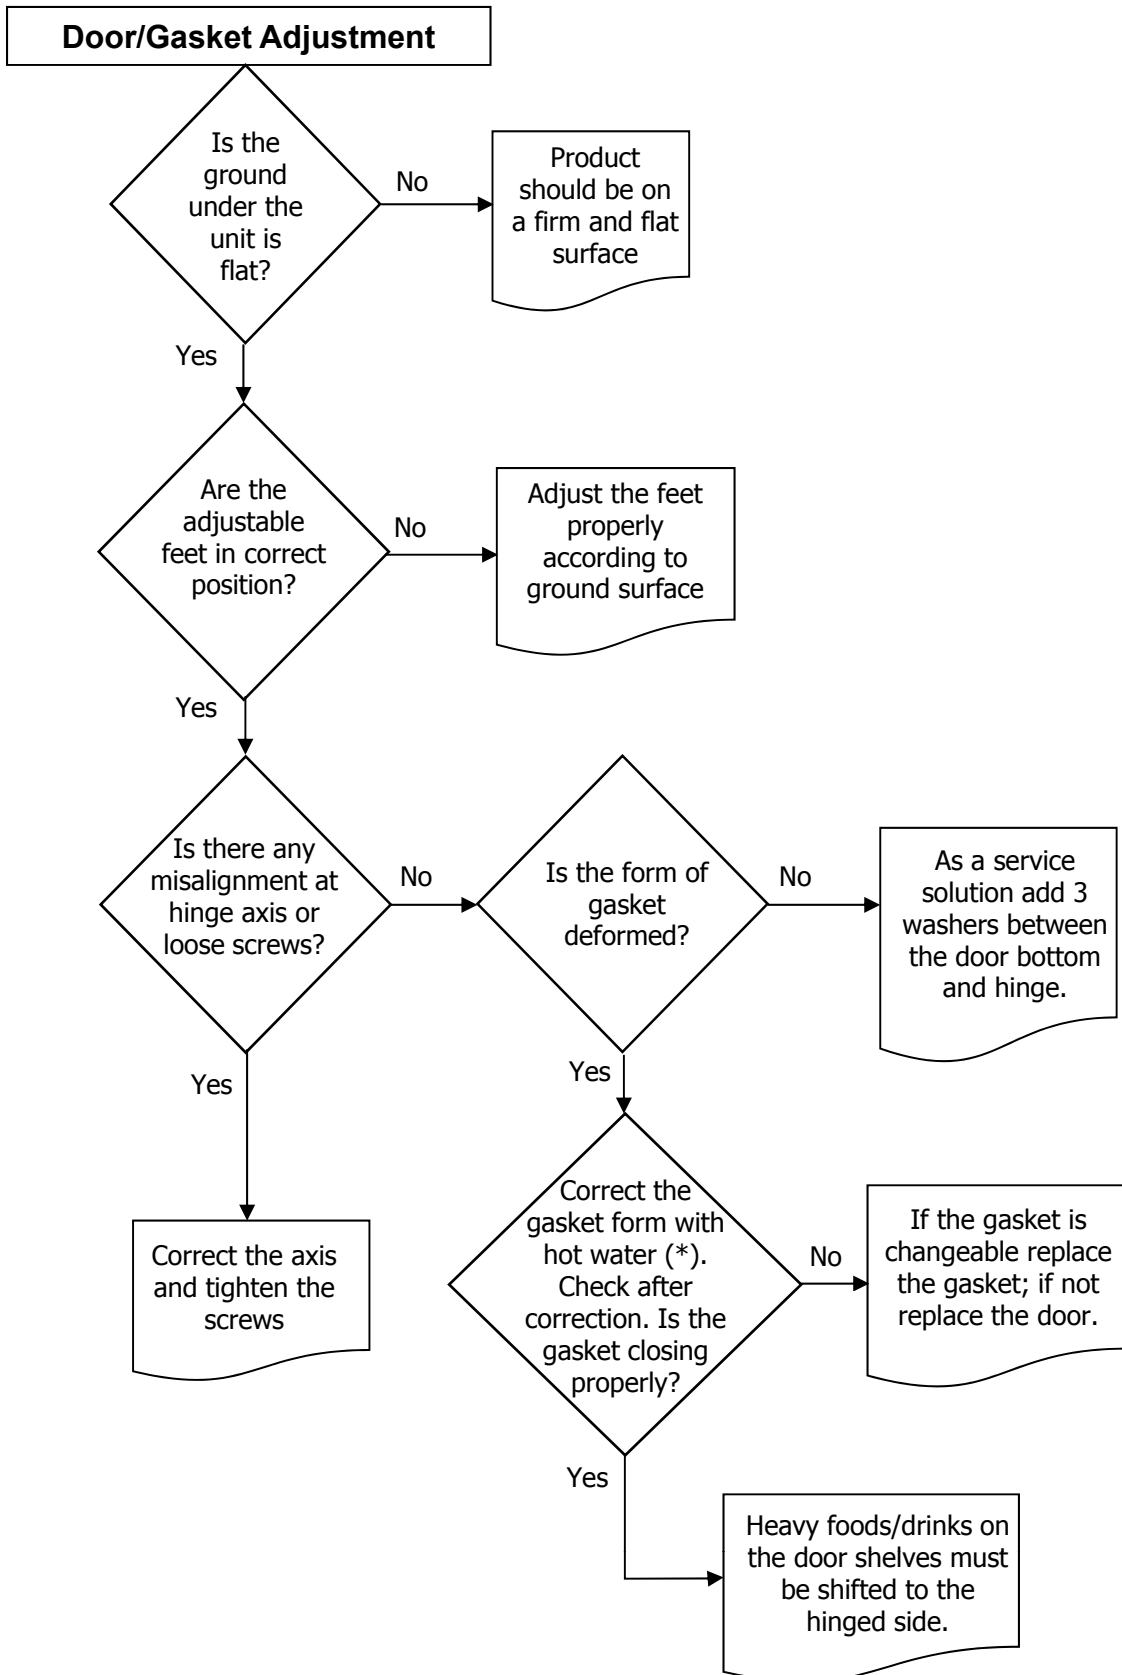 Door/Gasket Adjustment
Is the
ground
under the
unit is
flat?
No
Product
should be on
a firm and flat
surface
Yes
Are the
adjustable
feet in correct
position?
No
Adjust the feet
properly
according to
ground surface
Yes
Is there any
misalignment at
hinge axis or
loose screws?
No
Is the form of
gasket
deformed?
No
As a service
solution add 3
washers between
the door bottom
and hinge.
Yes
Yes
Correct the axis
and tighten the
screws
Correct the
gasket form with
hot water (*).
Check after
correction. Is the
gasket closing
properly?
No
If the gasket is
changeable replace
the gasket; if not
replace the door.
Yes
Heavy foods/drinks on
the door shelves must
be shifted to the
hinged side.